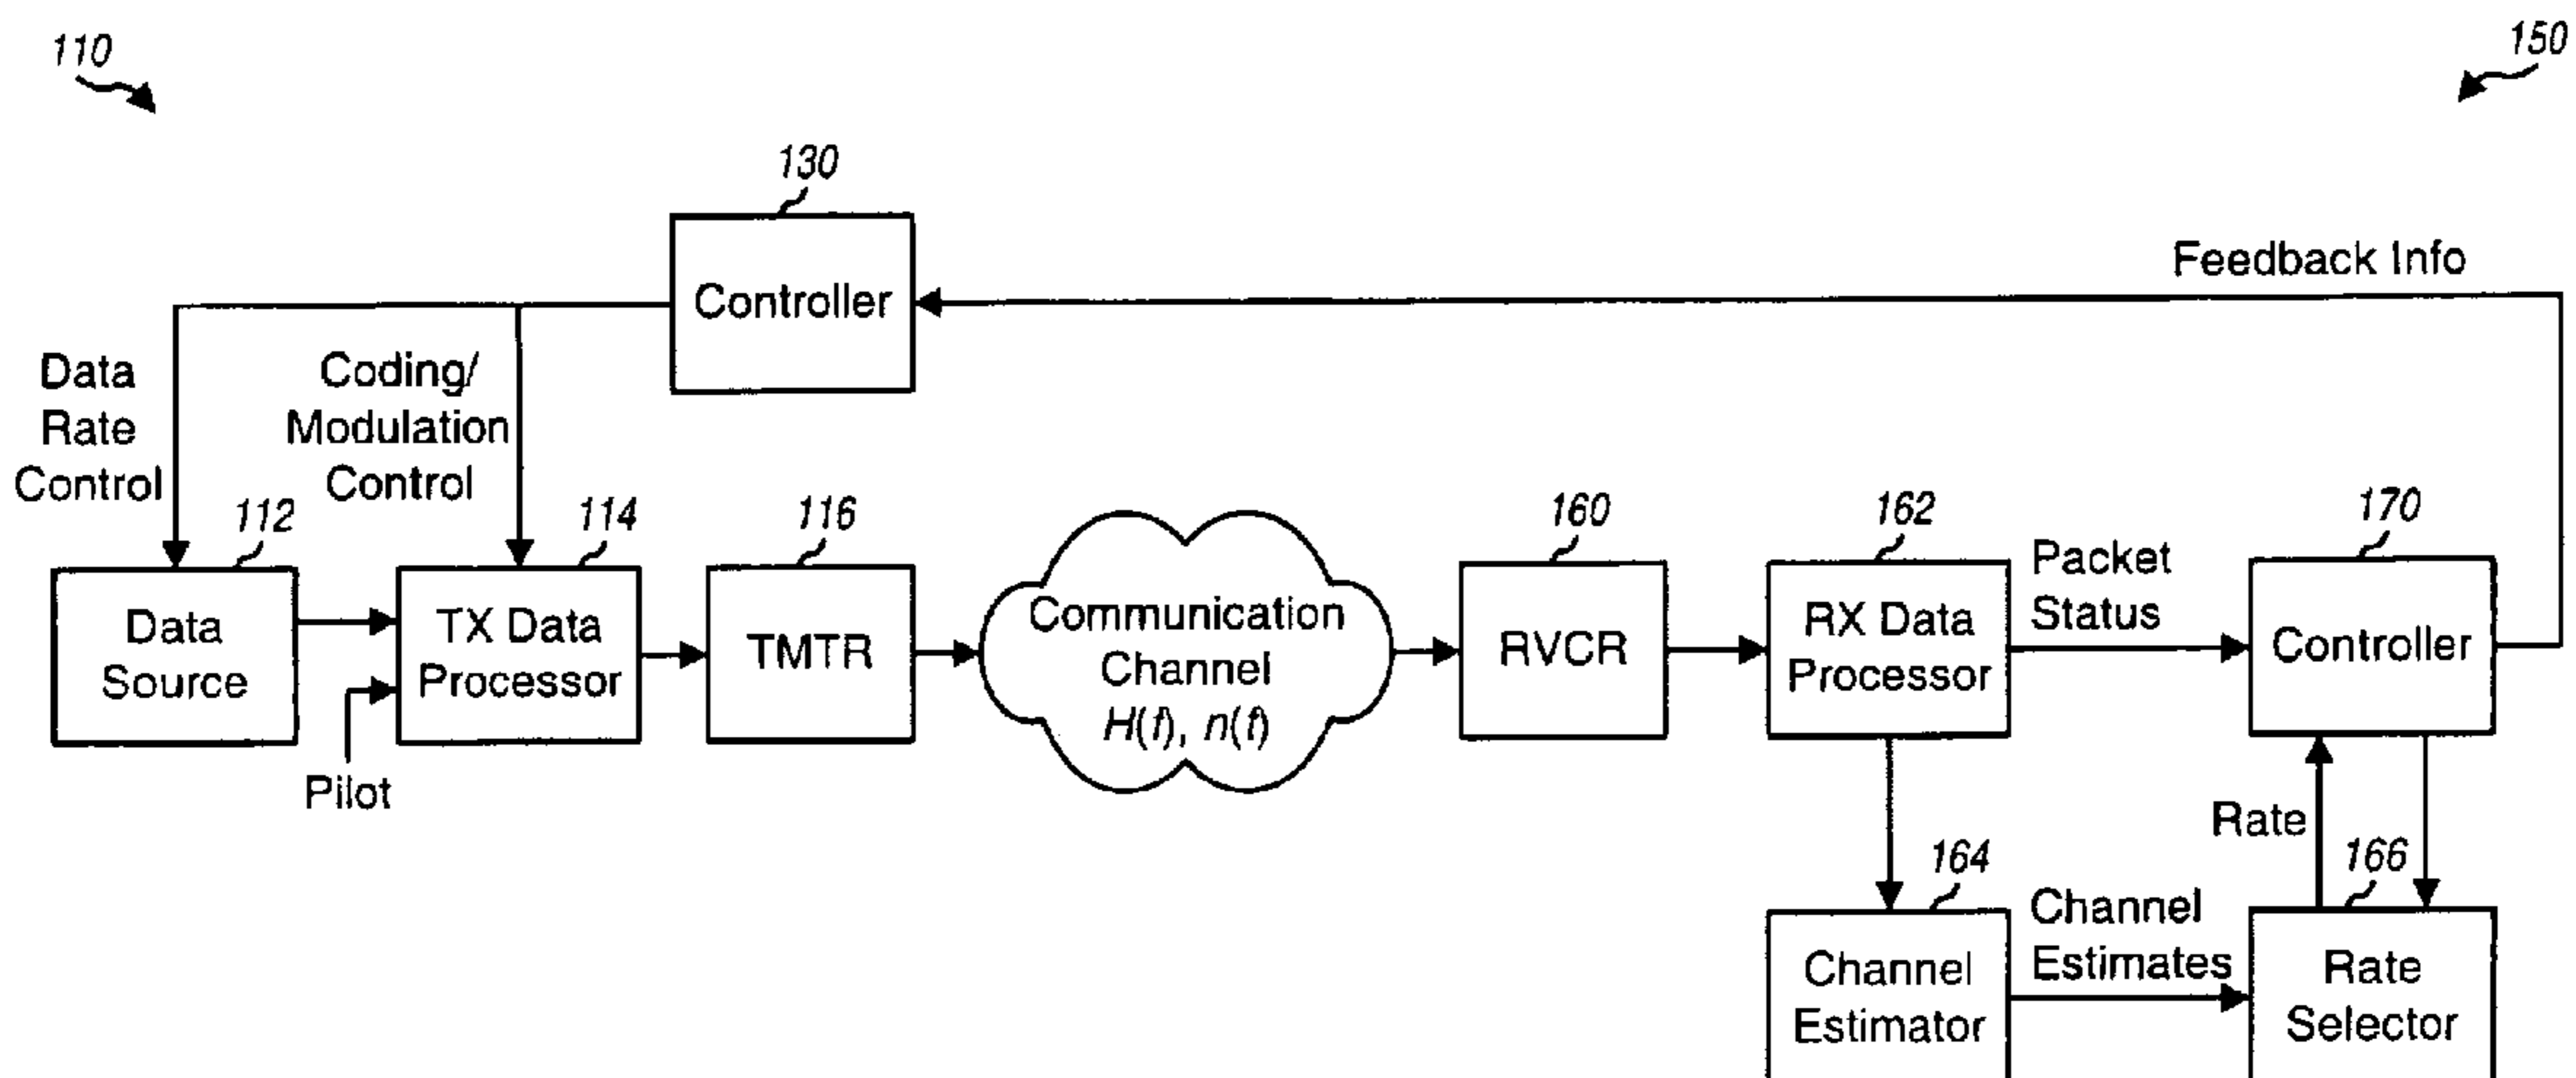 110
150
130
Controller
Feedback Info
Data
Rate
Control
Coding/
Modulation
Control
112
114
116
160
162
170
Data
Source
TX Data
Processor
TMTR
Communication
Channel
H(f), n(f)
RVCR
RX Data
Processor
Packet
Status
Controller
Pilot
Rate
164
166
Channel
Estimator
Channel
Estimates
Rate
Selector